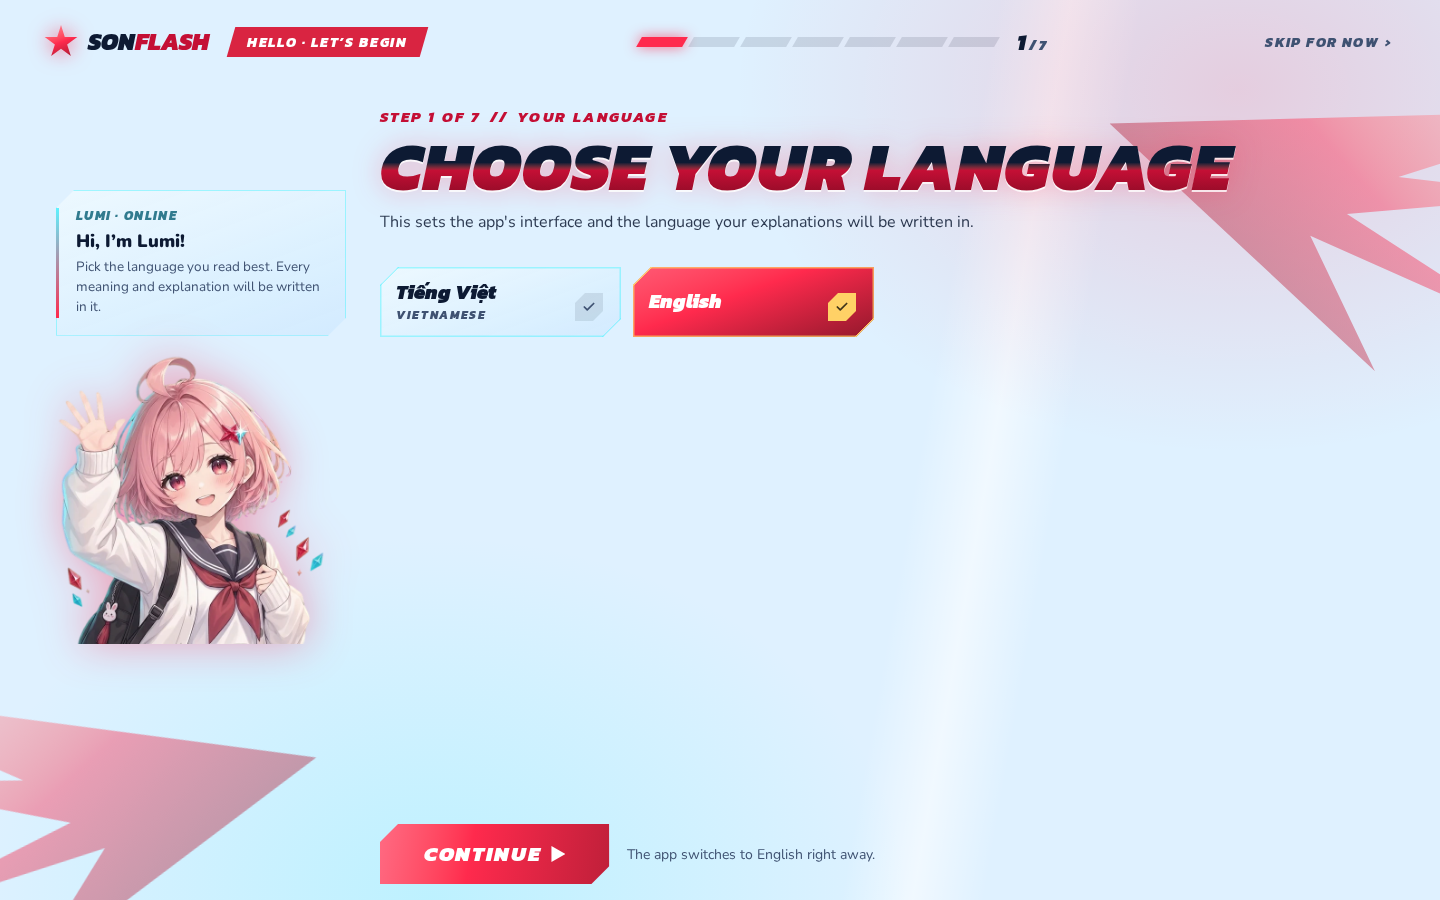 SONFLASH
HELLO · LET'S BEGIN
1/7
SKIP FOR NOW >
STEP 1 OF 7 // YOUR LANGUAGE
CHOOSE YOUR LANGUAGE
This sets the app's interface and the language your explanations will be written in.
LUMI · ONLINE
Hi, I'm Lumi!
Pick the language you read best. Every
meaning and explanation will be written
in it.
Tiếng Việt
VIETNAMESE
English
CONTINUE ▶
The app switches to English right away.